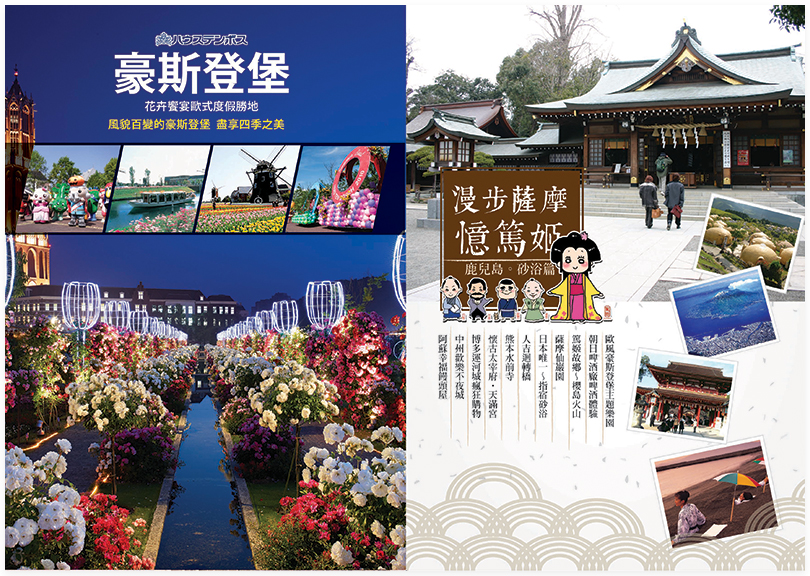 ハウステンボス
豪斯登堡
花卉饗宴歐式度假勝地
風貌百變的豪斯登堡 盡享四季之美
漫步薩摩
憶篤姬
鹿兒島。砂浴篇
歐風豪斯登堡主題樂園
朝日啤酒廠啤酒體驗
篤姬故鄉~櫻島火山
薩摩仙巖園
日本唯一~指宿砂浴
人吉迴轉橋
熊本水前寺
懷古太宰府・天滿宮
博多運河城瘋狂購物
中州歡樂不夜城
阿蘇幸福饅頭屋